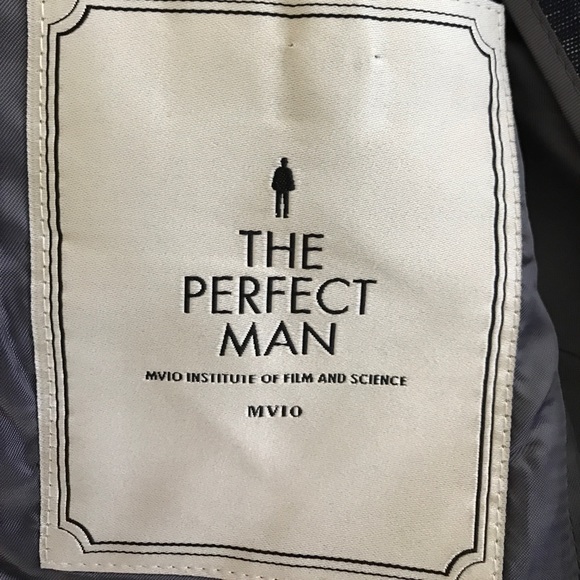 THE
PERFECT
MAN
MVIO INSTITUTE OF FILM AND SCIENCE
MVIO